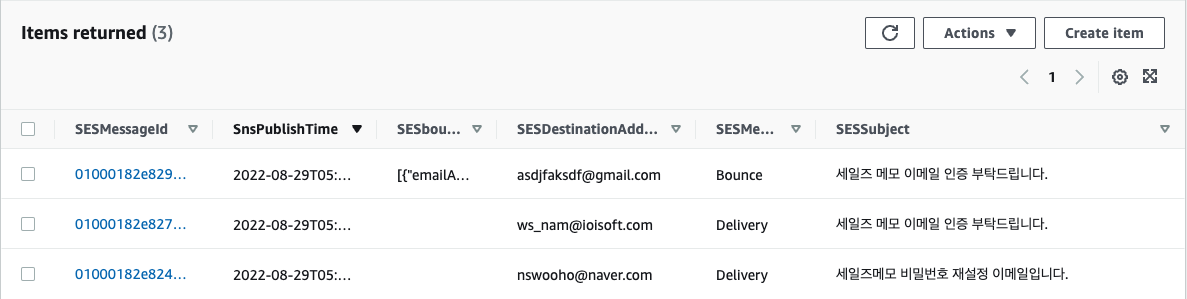 Items returned (3)
Actions
Create item
1
SESMessageId SnsPublishTime SESbou... SESDestinationAdd... SESMe... SESSubject
01000182e829... 2022-08-29T05:... [{"emailA... asdjfaksdf@gmail.com Bounce 세일즈 메모 이메일 인증 부탁드립니다.
01000182e827... 2022-08-29T05:... ws_nam@ioisoft.com Delivery 세일즈 메모 이메일 인증 부탁드립니다.
01000182e824... 2022-08-29T05:... nswooho@naver.com Delivery 세일즈메모 비밀번호 재설정 이메일입니다.